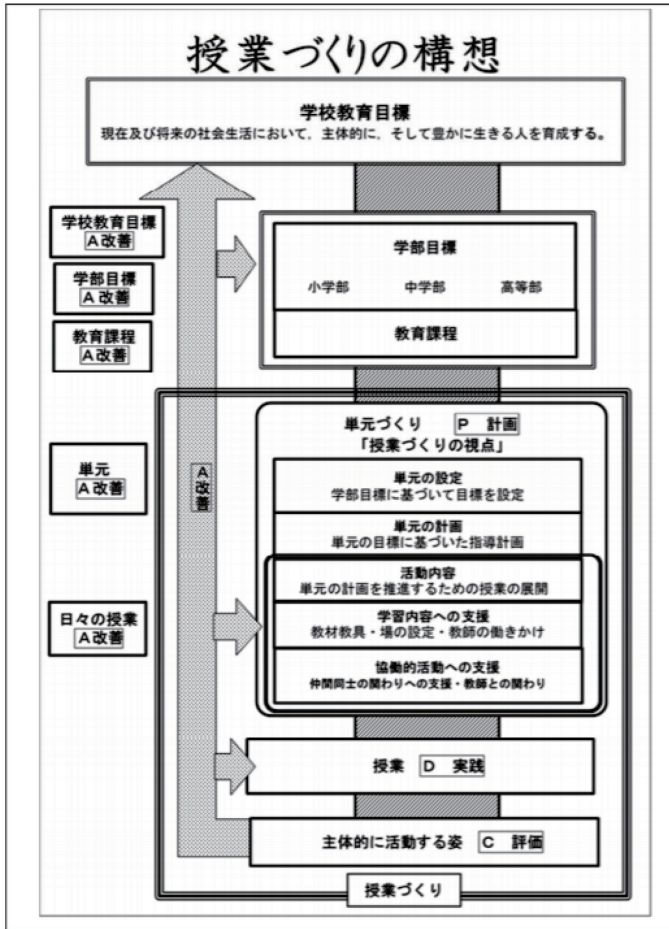 授業づくりの構想
学校教育目標
現在及び将来の社会生活において，主体的に，そして豊かに生きる人を育成する。
学校教育目標
A改善
学部目標
A改善
教育課程
A改善
学部目標
小学部 中学部 高等部
教育課程
単元づくり P 計画
「授業づくりの視点」
単元の設定
学部目標に基づいて目標を設定
単元の計画
単元の目標に基づいた指導計画
活動内容
単元の計画を推進するための授業の展開
学習内容への支援
教材教具・場の設定・教師の働きかけ
協働的活動への支援
仲間同士の関わりへの支援・教師との関わり
単元
A改善
A改善
日々の授業
A改善
授業 D 実践
主体的に活動する姿 C 評価
授業づくり